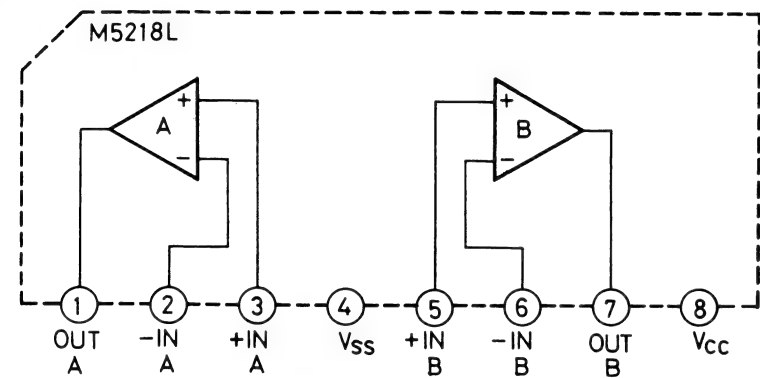 M5218L
+ A −
+ B −
1 2 3 4 5 6 7 8
OUT −IN +IN VSS +IN −IN OUT VCC
A A A B B B